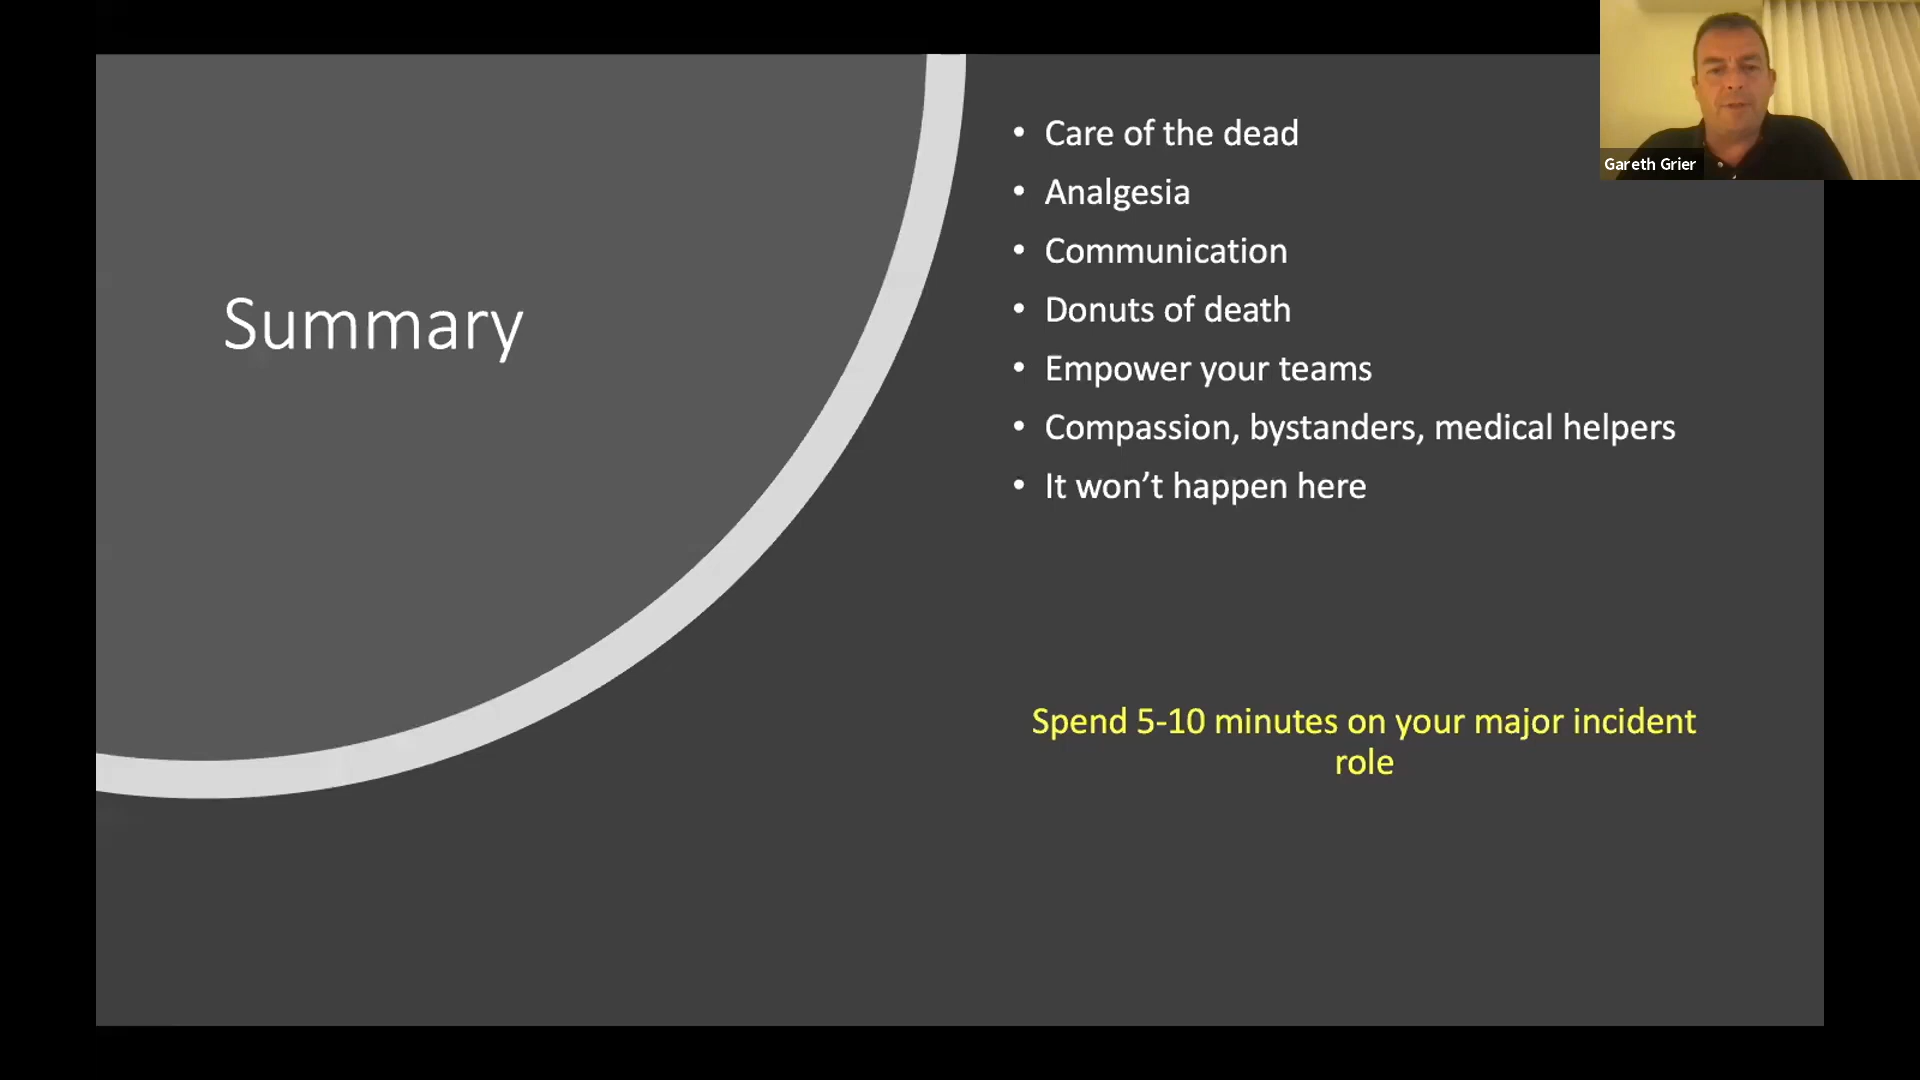 Summary
• Care of the dead
• Analgesia
• Communication
• Donuts of death
• Empower your teams
• Compassion, bystanders, medical helpers
• It won’t happen here
Spend 5-10 minutes on your major incident
role
Gareth Grier